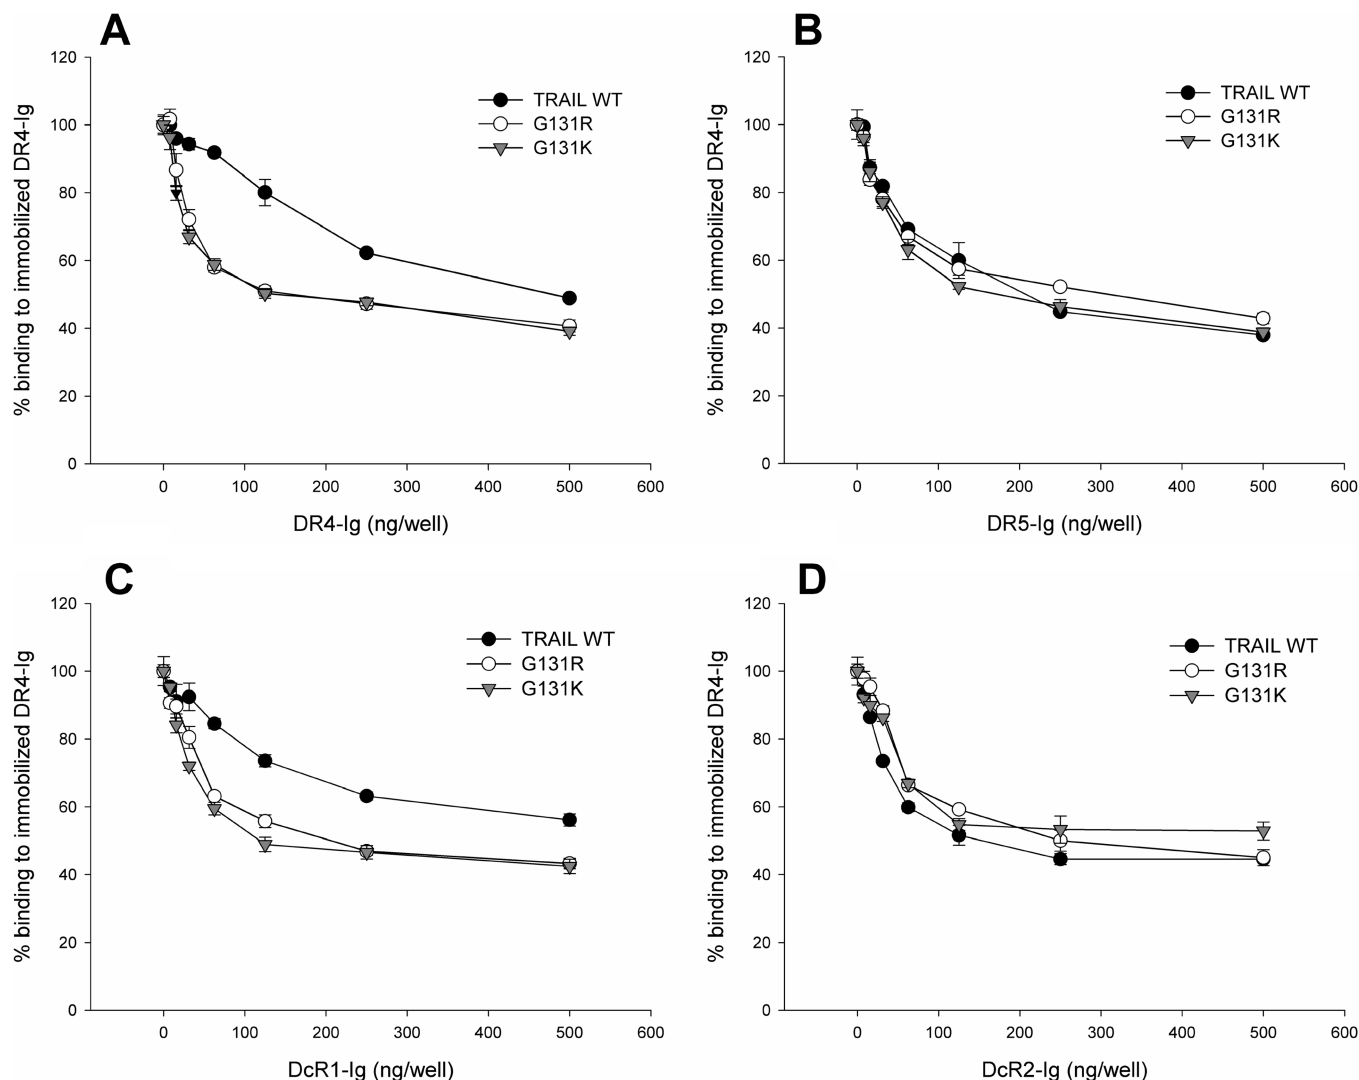 A
120
100
80
60
40
20
0
% binding to immobilized DR4-Ig
TRAIL WT
G131R
G131K
0 100 200 300 400 500 600
DR4-Ig (ng/well)
B
120
100
80
60
40
20
0
% binding to immobilized DR4-Ig
TRAIL WT
G131R
G131K
0 100 200 300 400 500 600
DR5-Ig (ng/well)
C
120
100
80
60
40
20
0
% binding to immobilized DR4-Ig
TRAIL WT
G131R
G131K
0 100 200 300 400 500 600
DcR1-Ig (ng/well)
D
120
100
80
60
40
20
0
% binding to immobilized DR4-Ig
TRAIL WT
G131R
G131K
0 100 200 300 400 500 600
DcR2-Ig (ng/well)